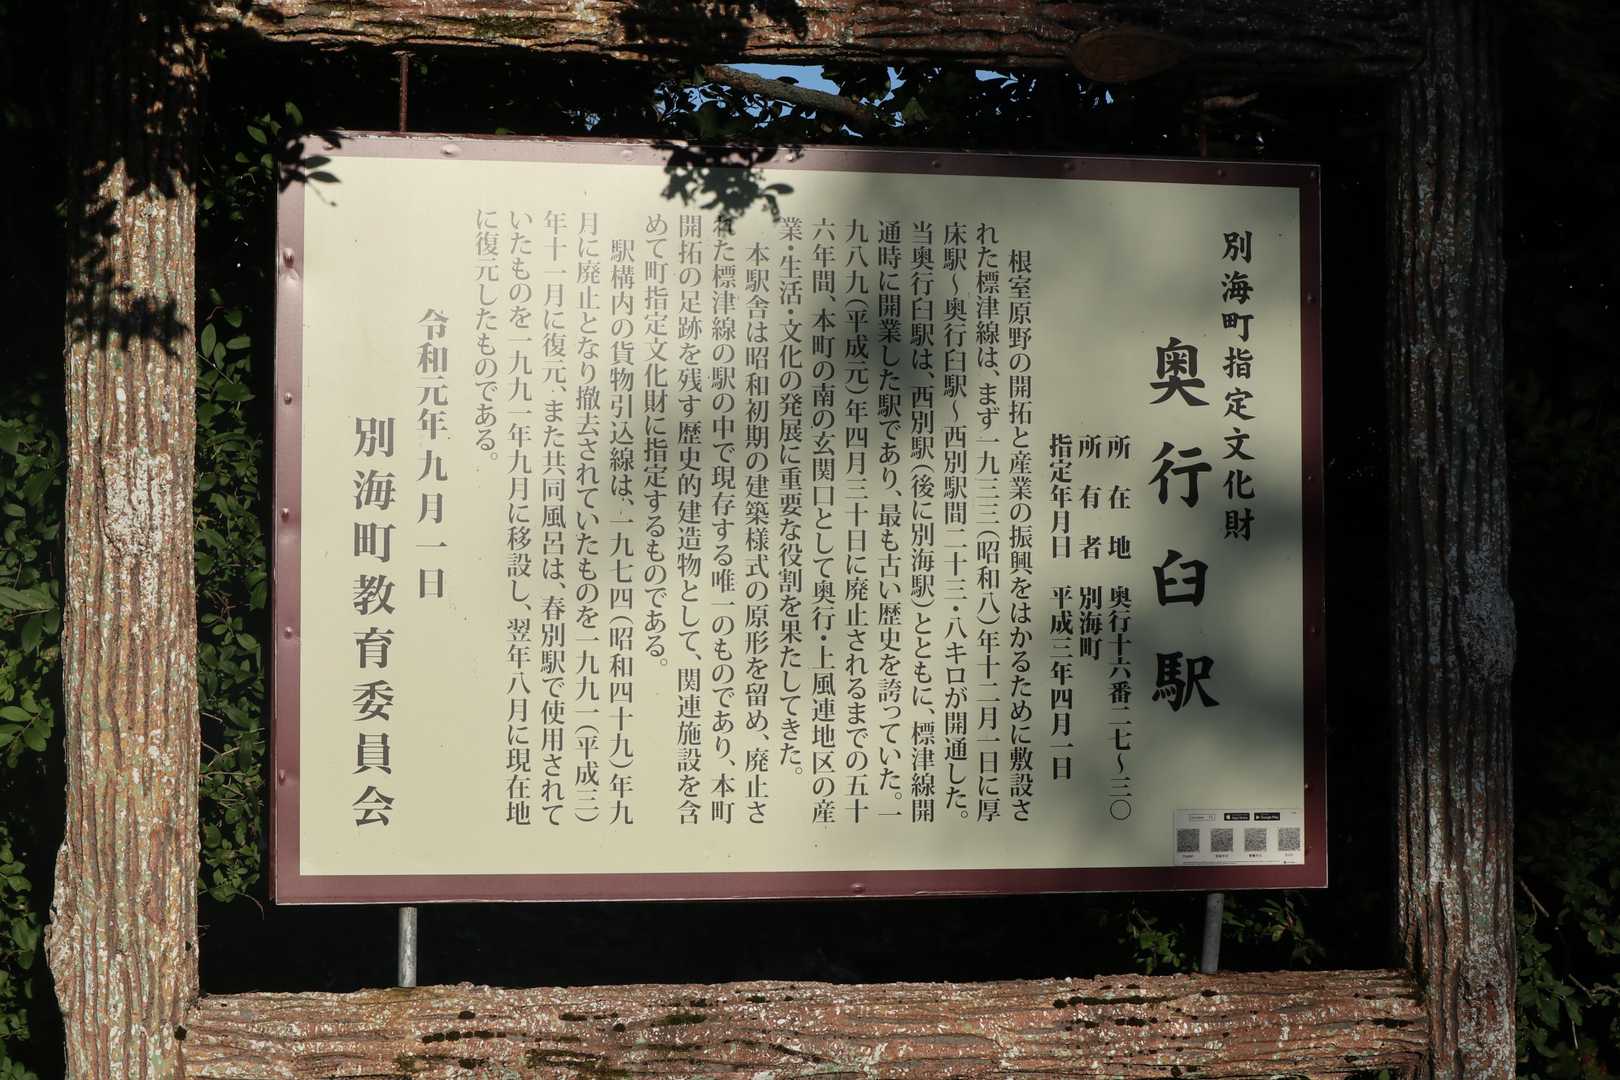 別海町指定文化財
奥行臼駅
所在地 奥行十六番二七〜三〇
所有者 別海町
指定年月日 平成三年四月一日
根室原野の開拓と産業の振興をはかるために敷設さ
れた標津線は、まず一九三三(昭和八)年十二月一日に厚
床駅〜奥行臼駅〜西別駅間二十三・八キロが開通した。
当奥行臼駅は、西別駅(後に別海駅)とともに、標津線開
通時に開業した駅であり、最も古い歴史を誇っていた。一
九八九(平成元)年四月三十日に廃止されるまでの五十
六年間、本町の南の玄関口として奥行・上風連地区の産
業・生活・文化の発展に重要な役割を果たしてきた。
本駅舎は昭和初期の建築様式の原形を留め、廃止さ
れた標津線の駅の中で現存する唯一のものであり、本町
開拓の足跡を残す歴史的建造物として、関連施設を含
めて町指定文化財に指定するものである。
駅構内の貨物引込線は、一九七四(昭和四十九)年九
月に廃止となり撤去されていたものを一九九一(平成三)
年十一月に復元、また共同風呂は、春別駅で使用されて
いたものを一九九一年九月に移設し、翌年八月に現在地
に復元したものである。
令和元年九月一日
別海町教育委員会